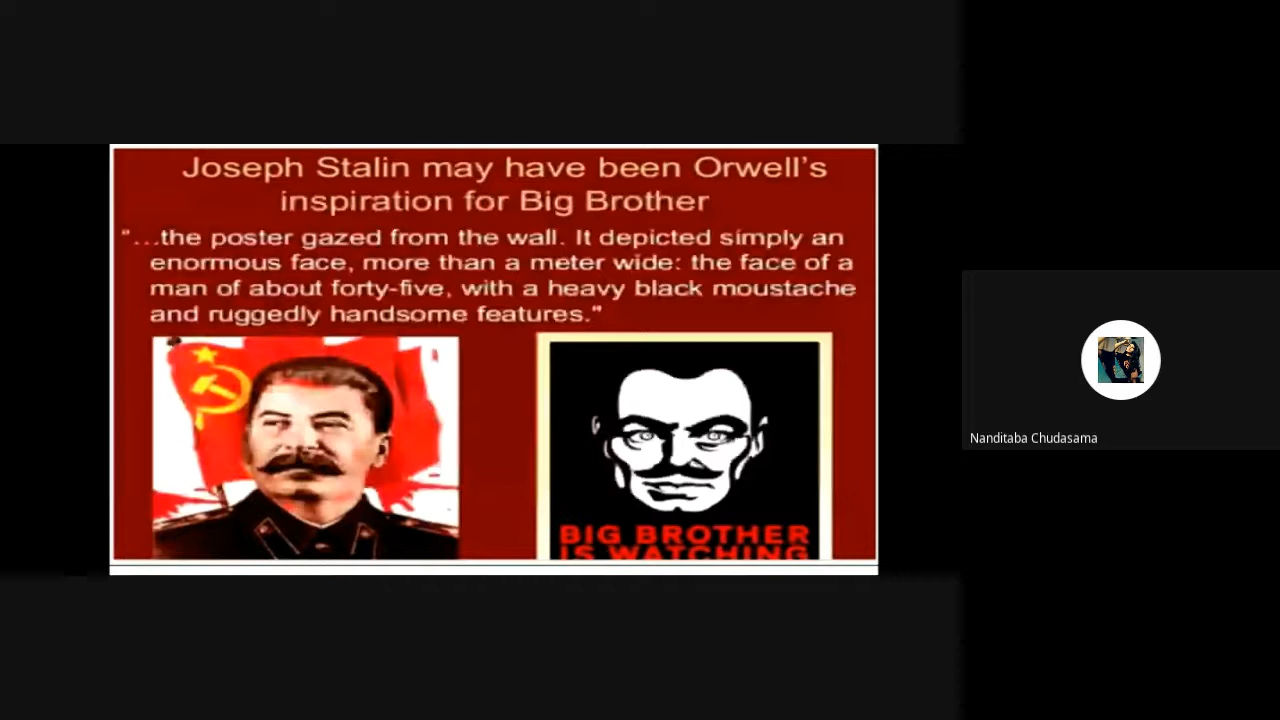 Joseph Stalin may have been Orwell's
inspiration for Big Brother
"...the poster gazed from the wall. It depicted simply an
enormous face, more than a meter wide: the face of a
man of about forty-five, with a heavy black moustache
and ruggedly handsome features."
BIG BROTHER
IS WATCHING
Nanditaba Chudasama